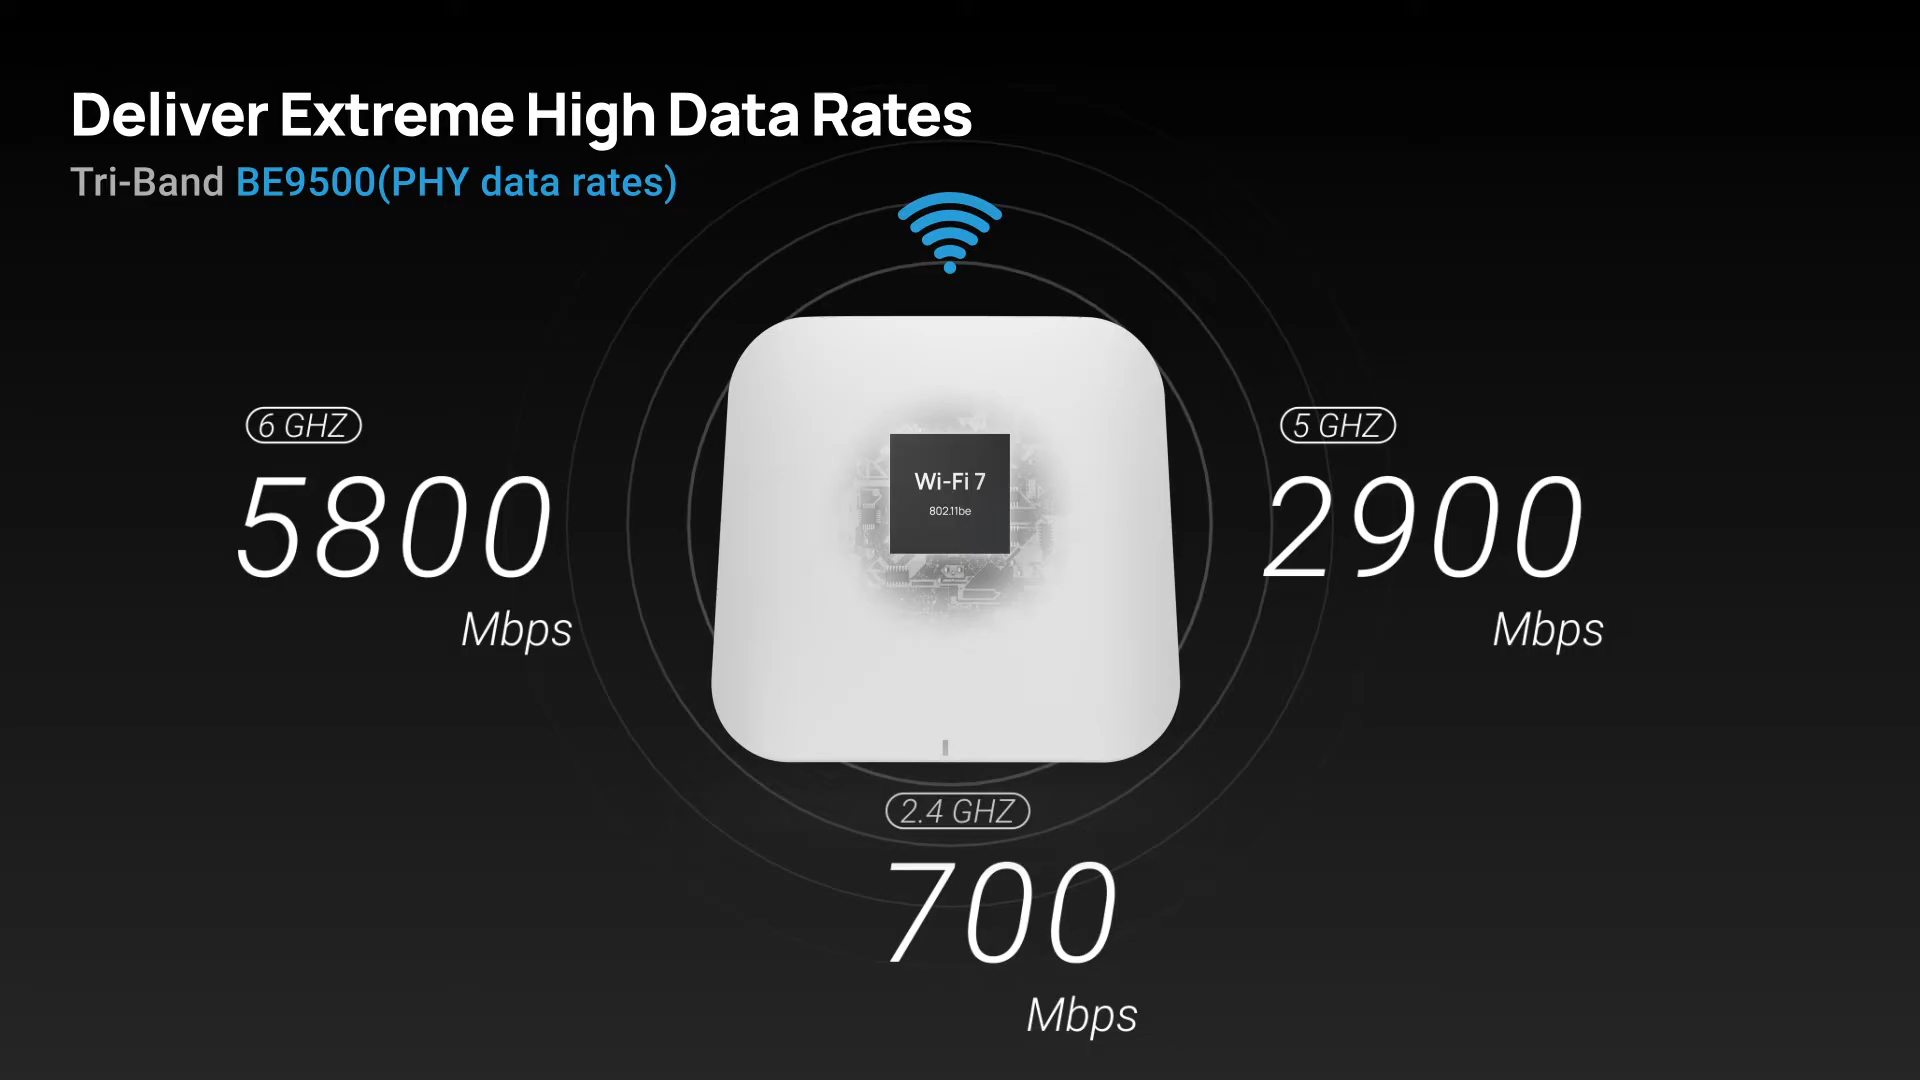 Deliver Extreme High Data Rates
Tri-Band BE9500(PHY data rates)
6 GHZ
5800
Mbps
Wi-Fi 7
802.11be
5 GHZ
2900
Mbps
2.4 GHZ
700
Mbps